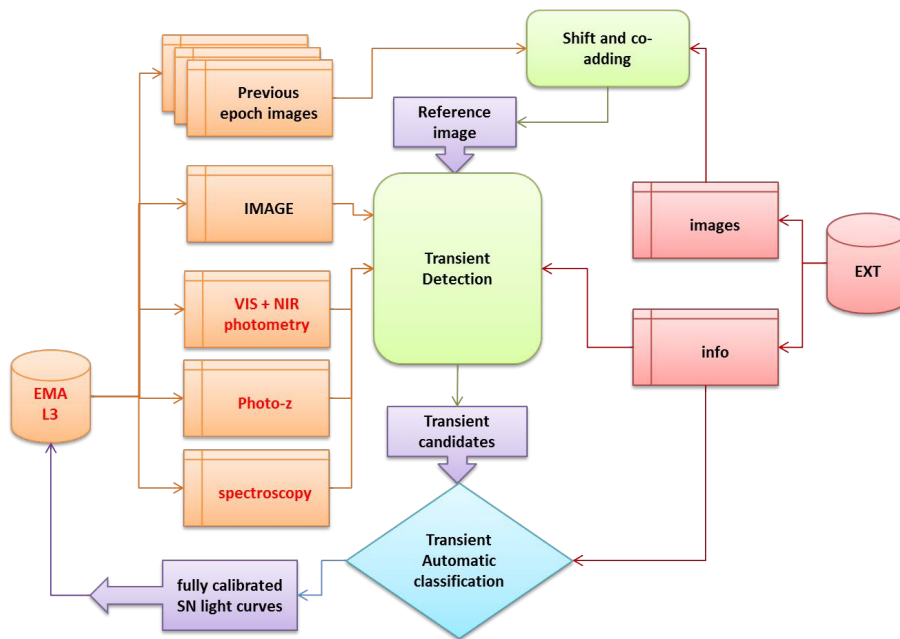 Shift and co-
adding
Previous
epoch images
Reference
image
IMAGE
Transient
Detection
images
EXT
VIS + NIR
photometry
info
EMA
L3
Photo-z
Transient
candidates
spectroscopy
Transient
Automatic
classification
fully calibrated
SN light curves